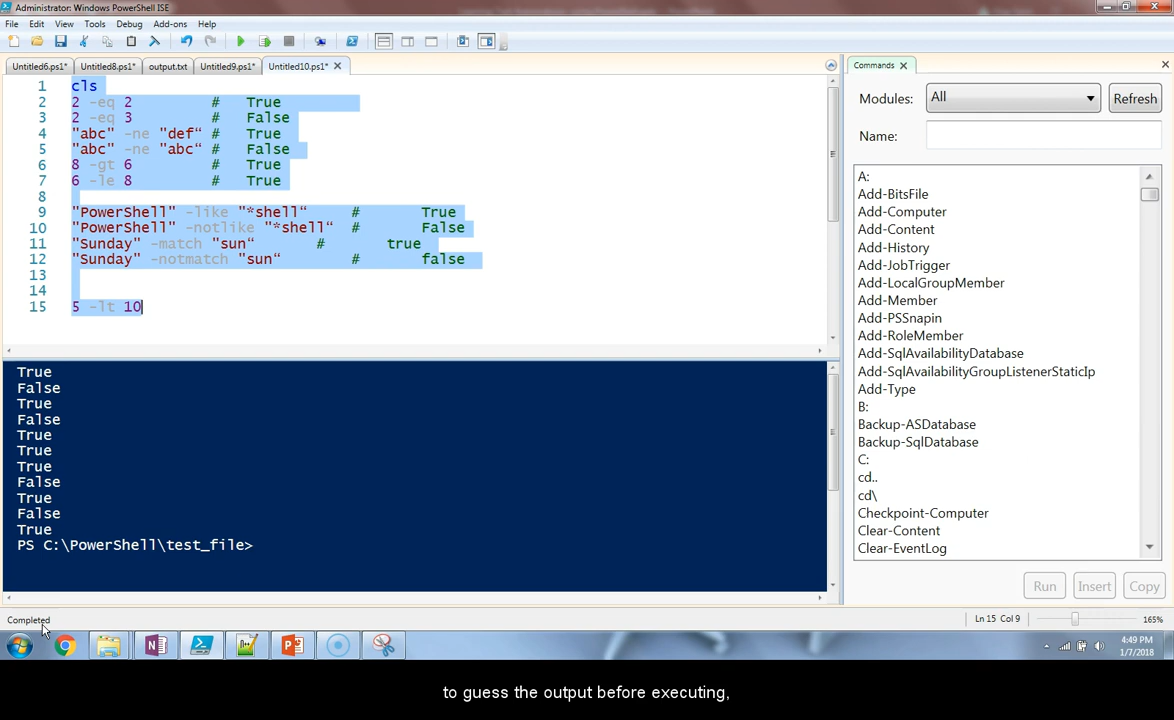 Administrator: Windows PowerShell ISE
File Edit View Tools Debug Add-ons Help
Untitled6.ps1* Untitled8.ps1* output.txt Untitled9.ps1* Untitled10.ps1*
1 cls
2 2 -eq 2 # True
3 2 -eq 3 # False
4 "abc" -ne "def“ # True
5 "abc" -ne "abc“ # False
6 8 -gt 6 # True
7 6 -le 8 # True
8
9 "PowerShell" -like "*shell“ # True
10 "PowerShell" -notlike "*shell“ # False
11 "Sunday" -match "sun“ # true
12 "Sunday" -notmatch "sun“ # false
13
14
15 5 -lt 10
True
False
True
False
True
True
True
False
True
False
True
PS C:\PowerShell\test_file>
Commands
Modules: All Refresh
Name:
A:
Add-BitsFile
Add-Computer
Add-Content
Add-History
Add-JobTrigger
Add-LocalGroupMember
Add-Member
Add-PSSnapin
Add-RoleMember
Add-SqlAvailabilityDatabase
Add-SqlAvailabilityGroupListenerStaticIp
Add-Type
B:
Backup-ASDatabase
Backup-SqlDatabase
C:
cd..
cd\
Checkpoint-Computer
Clear-Content
Clear-EventLog
Run Insert Copy
Completed Ln 15 Col 9 165%
4:49 PM
1/7/2018
to guess the output before executing,